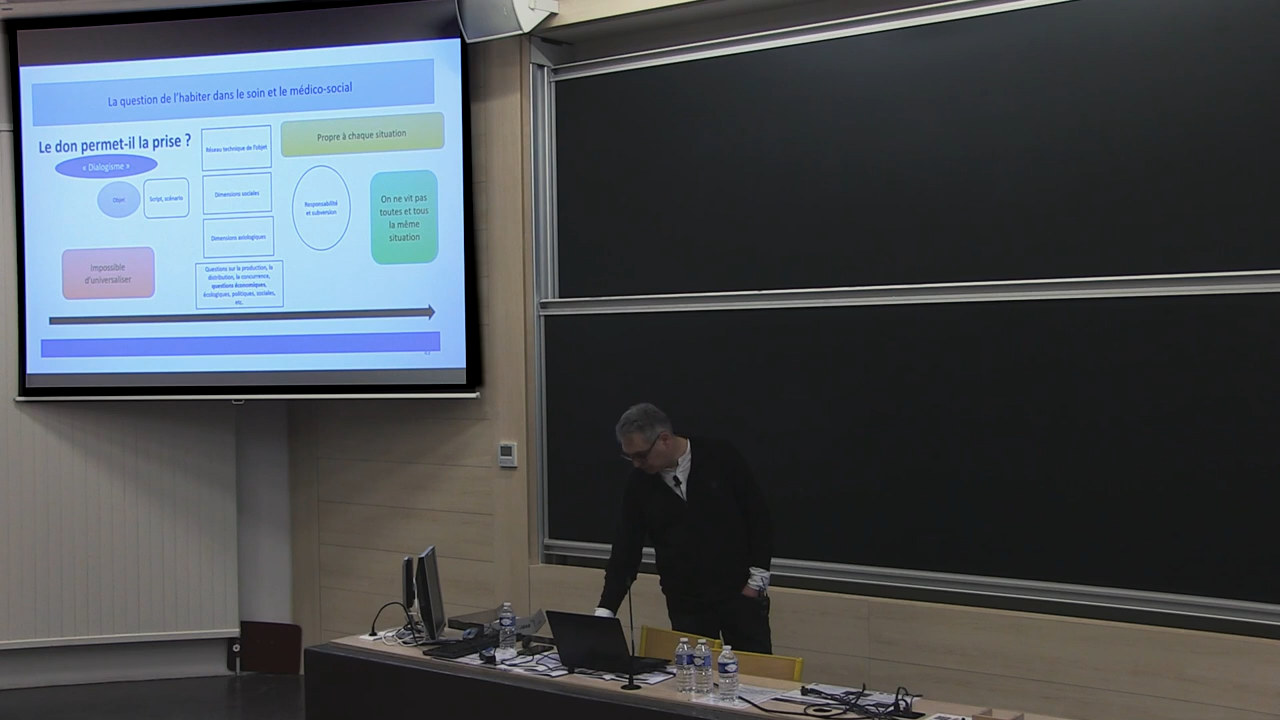 La question de l'habiter dans le soin et le médico-social
Le don permet-il la prise ?
« Dialogisme »
Objet
Script, scénario
Réseau technique de l'objet
Dimensions sociales
Dimensions axiologiques
Questions sur la production, la
distribution, la concurrence,
questions économiques,
écologiques, politiques, sociales,
etc.
Propre à chaque situation
Responsabilité
et subversion
On ne vit pas
toutes et tous
la même
situation
Impossible
d'universaliser